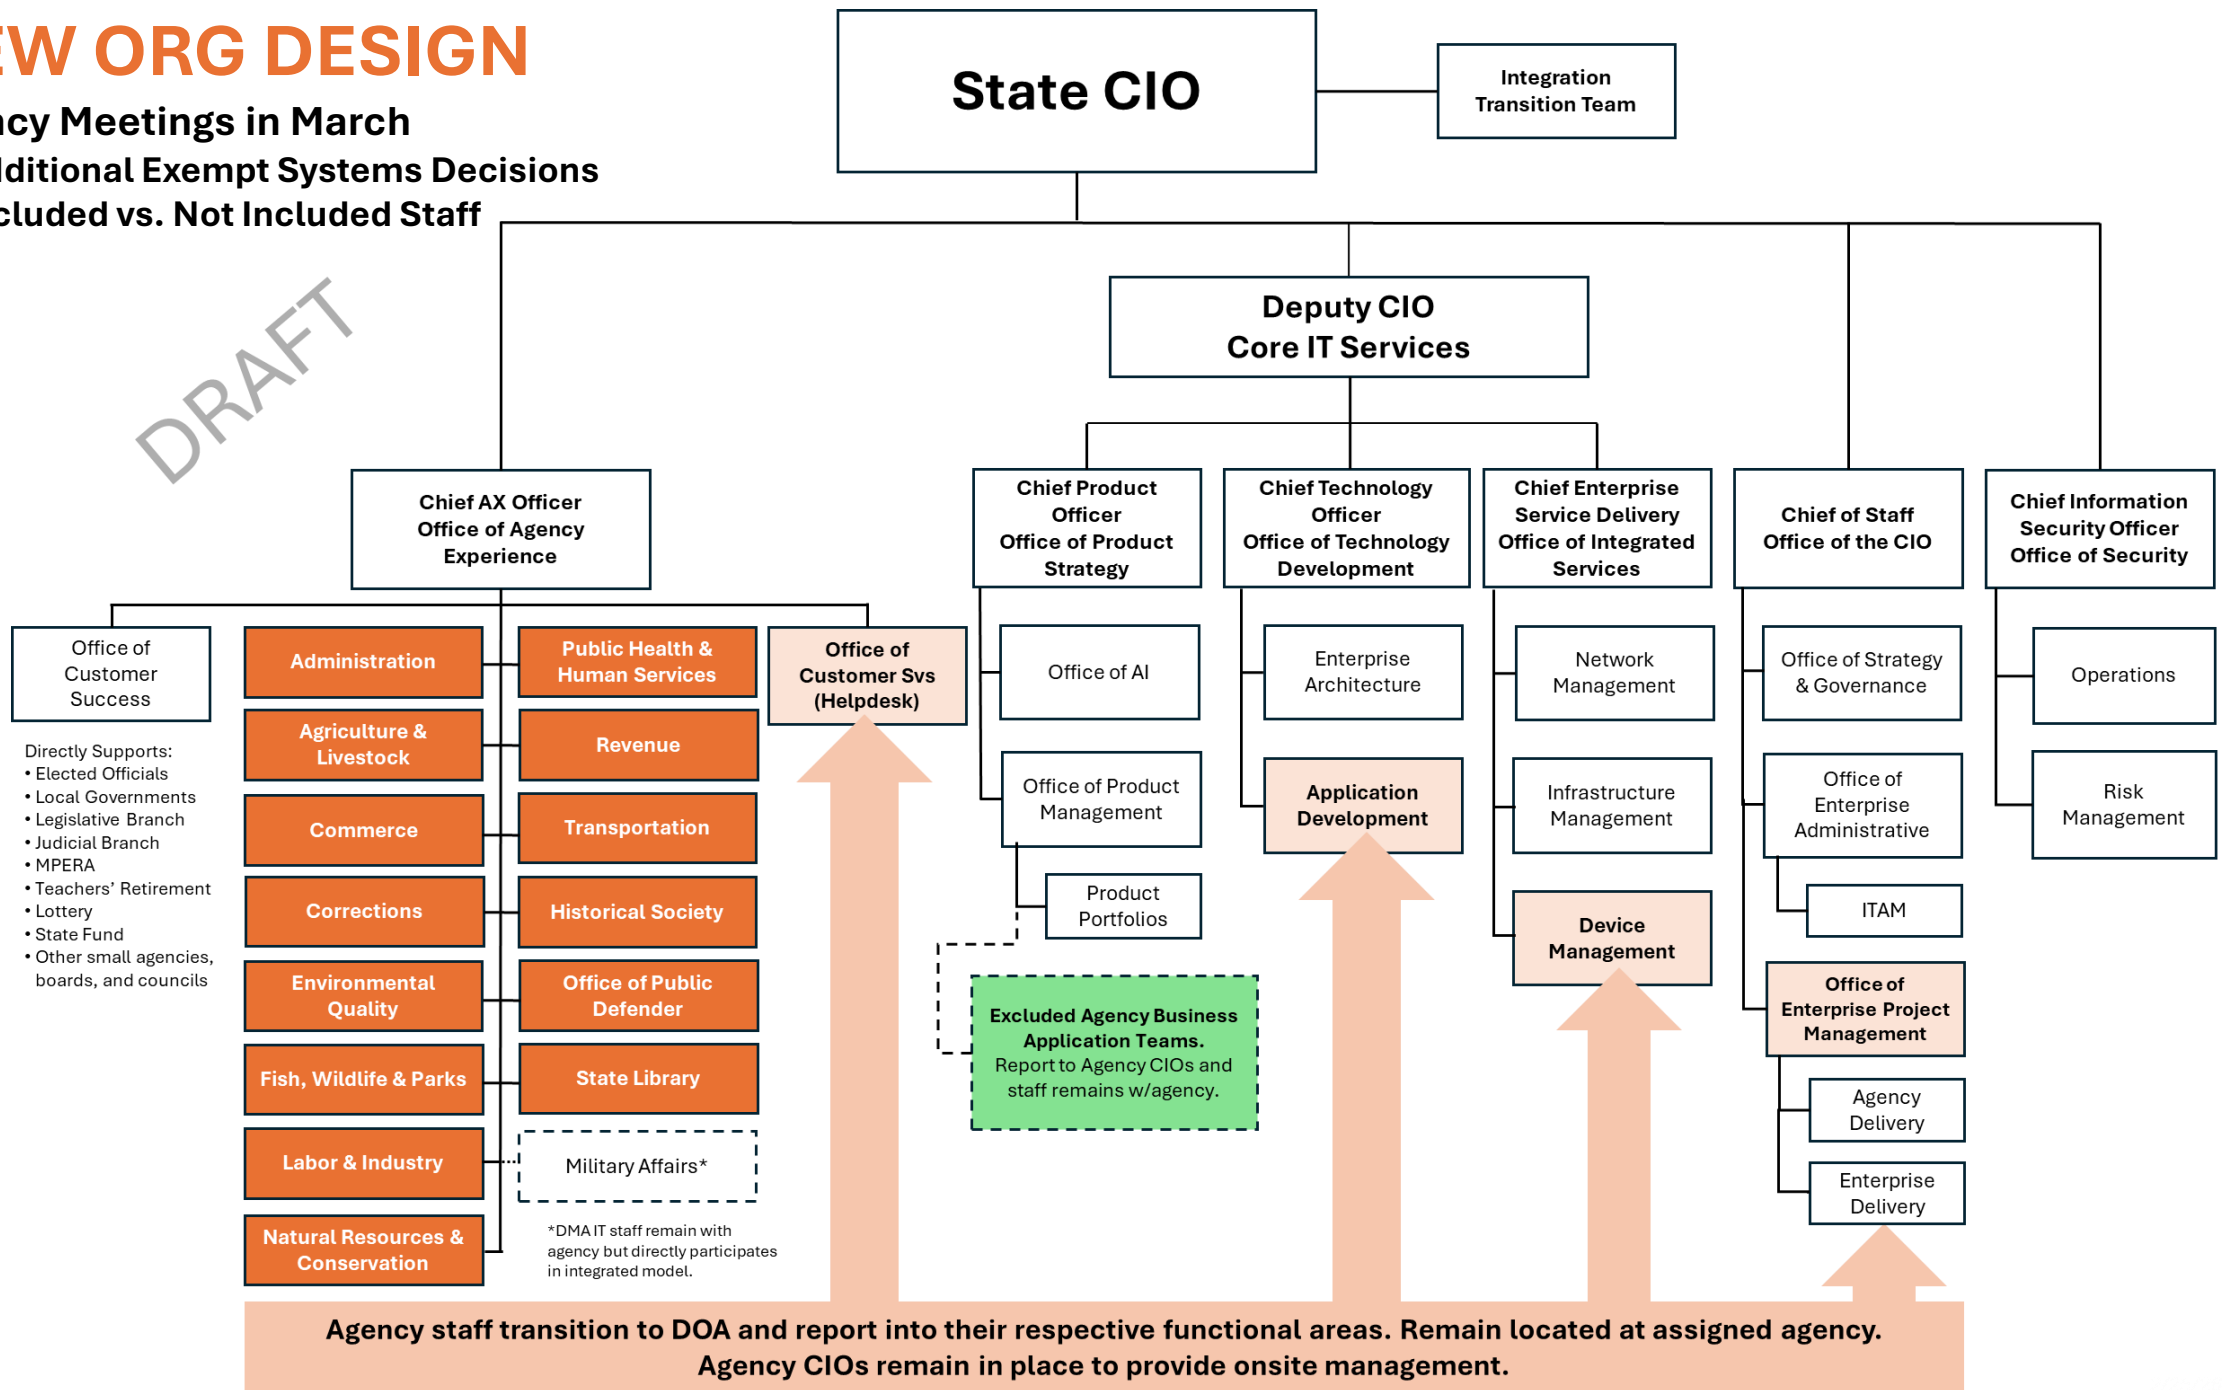 EW ORG DESIGN
ncy Meetings in March
dditional Exempt Systems Decisions
cluded vs. Not Included Staff
DRAFT
State CIO
Integration
Transition Team
Deputy CIO
Core IT Services
Chief AX Officer
Office of Agency
Experience
Chief Product
Officer
Office of Product
Strategy
Chief Technology
Officer
Office of Technology
Development
Chief Enterprise
Service Delivery
Office of Integrated
Services
Chief of Staff
Office of the CIO
Chief Information
Security Officer
Office of Security
Office of
Customer
Success
Directly Supports:
• Elected Officials
• Local Governments
• Legislative Branch
• Judicial Branch
• MPERA
• Teachers’ Retirement
• Lottery
• State Fund
• Other small agencies,
boards, and councils
Administration
Agriculture &
Livestock
Commerce
Corrections
Environmental
Quality
Fish, Wildlife & Parks
Labor & Industry
Natural Resources &
Conservation
Public Health &
Human Services
Revenue
Transportation
Historical Society
Office of Public
Defender
State Library
Military Affairs*
*DMA IT staff remain with
agency but directly participates
in integrated model.
Office of
Customer Svs
(Helpdesk)
Office of AI
Office of Product
Management
Product
Portfolios
Excluded Agency Business
Application Teams.
Report to Agency CIOs and
staff remains w/agency.
Enterprise
Architecture
Application
Development
Network
Management
Infrastructure
Management
Device
Management
Office of Strategy
& Governance
Office of
Enterprise
Administrative
ITAM
Office of
Enterprise Project
Management
Agency
Delivery
Enterprise
Delivery
Operations
Risk
Management
Agency staff transition to DOA and report into their respective functional areas. Remain located at assigned agency.
Agency CIOs remain in place to provide onsite management.